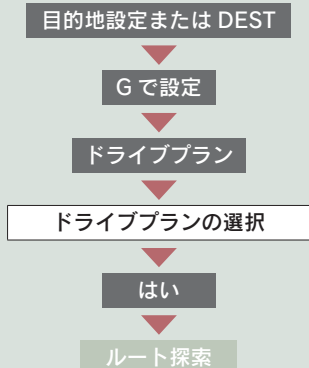 目的地設定または DEST
G で設定
ドライブプラン
ドライブプランの選択
はい
ルート探索